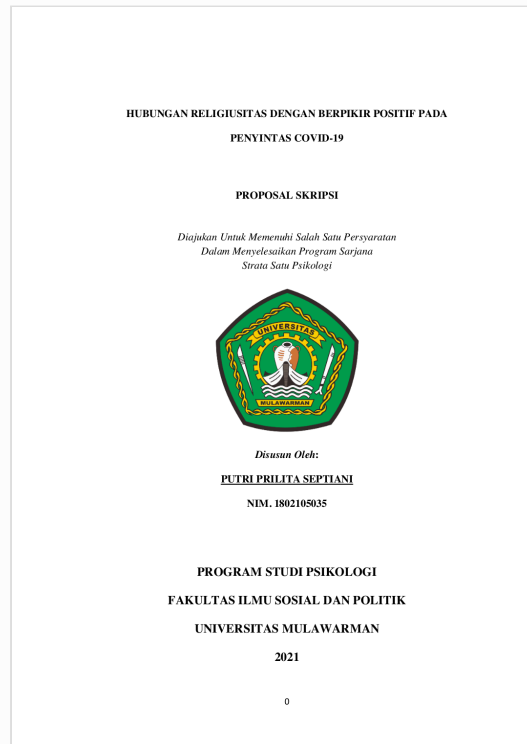 HUBUNGAN RELIGIUSITAS DENGAN BERPIKIR POSITIF PADA
PENYINTAS COVID-19
PROPOSAL SKRIPSI
Diajukan Untuk Memenuhi Salah Satu Persyaratan
Dalam Menyelesaikan Program Sarjana
Strata Satu Psikologi
UNIVERSITAS
MULAWARMAN
Disusun Oleh:
PUTRI PRILITA SEPTIANI
NIM. 1802105035
PROGRAM STUDI PSIKOLOGI
FAKULTAS ILMU SOSIAL DAN POLITIK
UNIVERSITAS MULAWARMAN
2021
0